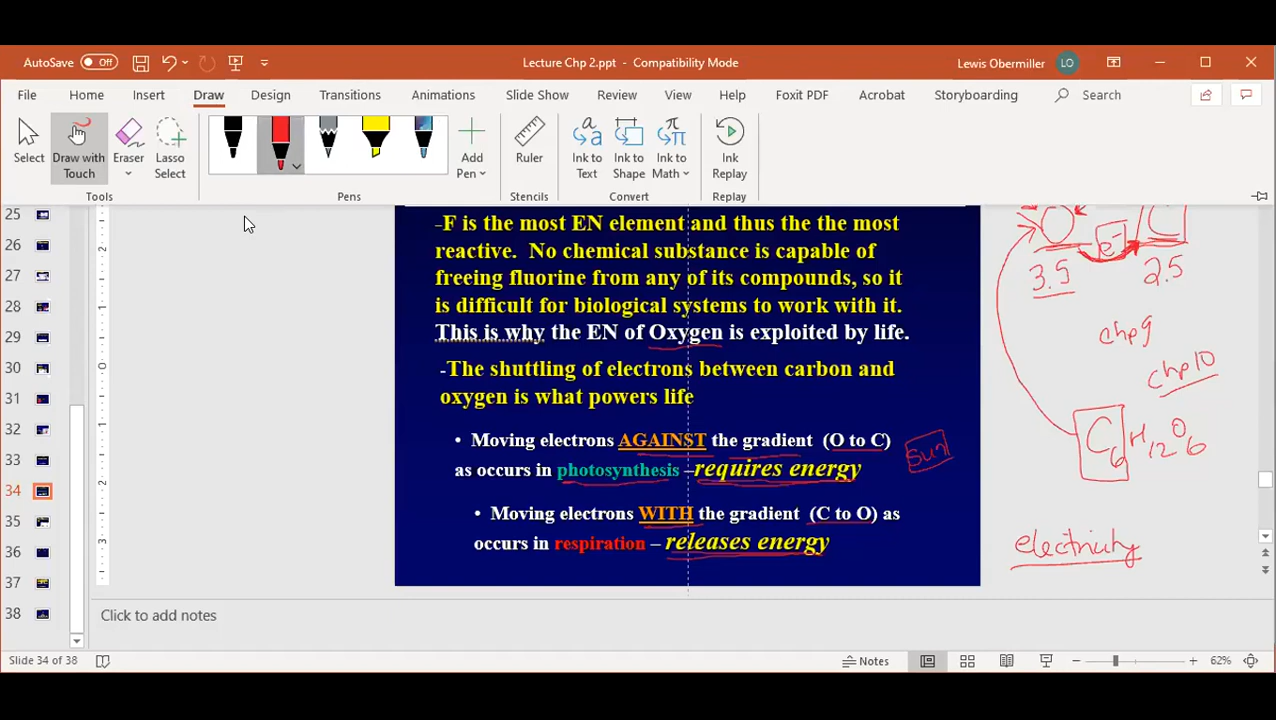 AutoSave Off
Lecture Chp 2.ppt - Compatibility Mode
Lewis Obermiller LO
File Home Insert Draw Design Transitions Animations Slide Show Review View Help Foxit PDF Acrobat Storyboarding Search
Select
Draw with Touch
Eraser
Lasso Select
Add Pen
Ruler
Ink to Text
Ink to Shape
Ink to Math
Ink Replay
Tools Pens Stencils Convert Replay
25
26
27
28
29
30
31
32
33
34
35
36
37
38
2
1
0
1
2
3
-F is the most EN element and thus the the most
reactive. No chemical substance is capable of
freeing fluorine from any of its compounds, so it
is difficult for biological systems to work with it.
This is why the EN of Oxygen is exploited by life.
-The shuttling of electrons between carbon and
oxygen is what powers life
• Moving electrons AGAINST the gradient (O to C)
as occurs in photosynthesis –requires energy
• Moving electrons WITH the gradient (C to O) as
occurs in respiration – releases energy
O e- C
3.5 2.5
chp 9
chp 10
C6H12O6
sun
electricity
Click to add notes
Slide 34 of 38
Notes
62%